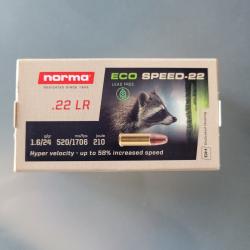 norma
DEDICATED SINCE 1902
ECO SPEED-22
LEAD FREE
.22 LR
g/gr
m/fps
joule
1.6/24
520/1706
210
Hyper velocity - up to 58% increased speed